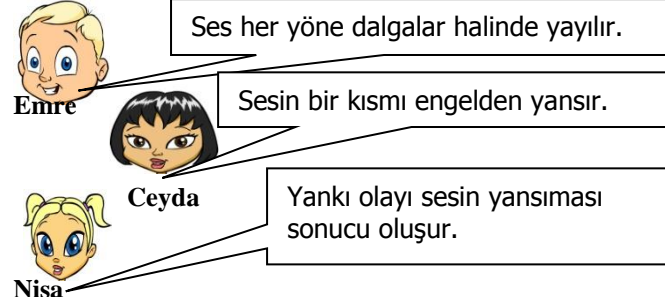 Ses her yöne dalgalar halinde yayılır.
Emre
Sesin bir kısmı engelden yansır.
Ceyda
Yankı olayı sesin yansıması
sonucu oluşur.
Nisa